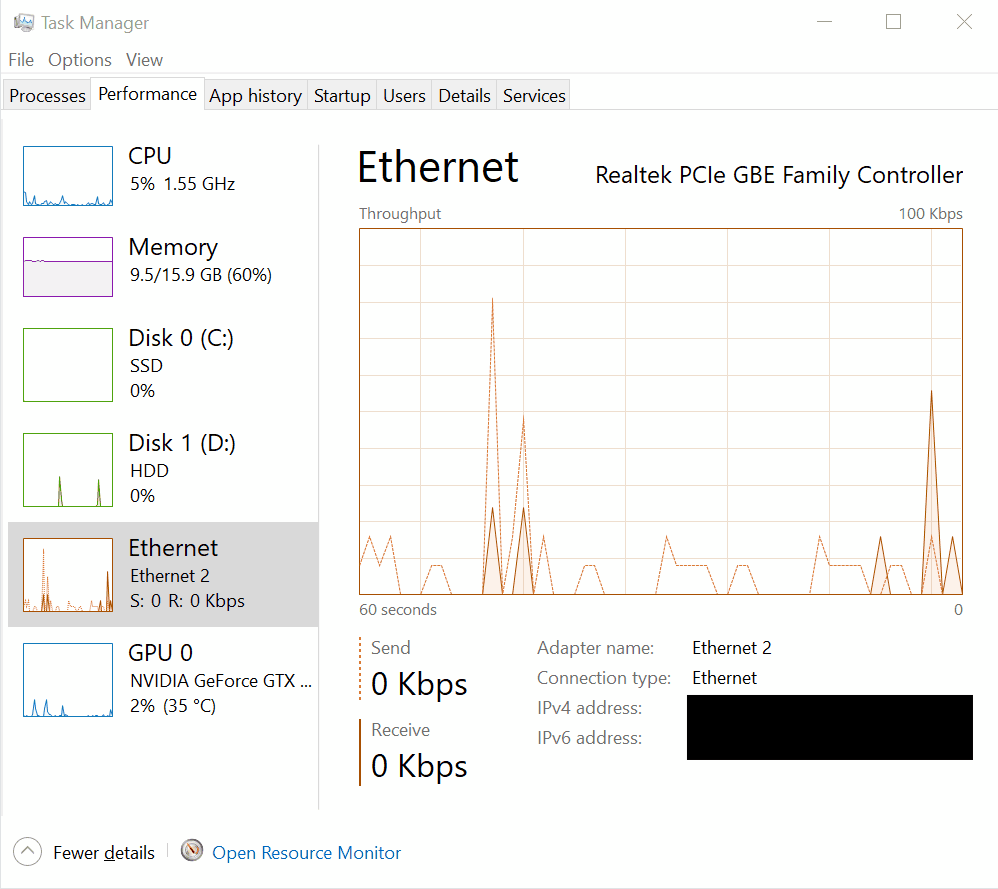 Task Manager
File Options View
Processes Performance App history Startup Users Details Services
CPU
5% 1.55 GHz
Memory
9.5/15.9 GB (60%)
Disk 0 (C:)
SSD
0%
Disk 1 (D:)
HDD
0%
Ethernet
Ethernet 2
S: 0 R: 0 Kbps
GPU 0
NVIDIA GeForce GTX ...
2% (35 °C)
Ethernet Realtek PCIe GBE Family Controller
Throughput 100 Kbps
60 seconds 0
Send
0 Kbps
Receive
0 Kbps
Adapter name: Ethernet 2
Connection type: Ethernet
IPv4 address:
IPv6 address:
Fewer details Open Resource Monitor